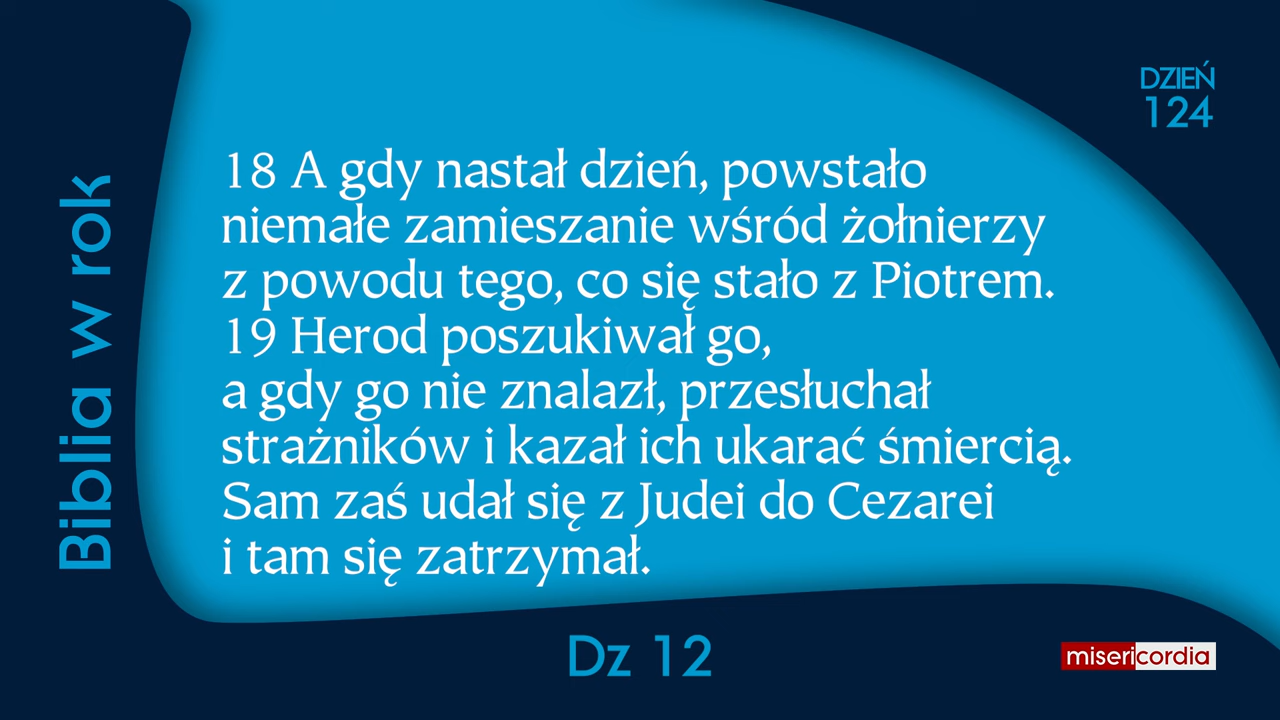 DZIEŃ
124
18 A gdy nastał dzień, powstało
niemałe zamieszanie wśród żołnierzy
z powodu tego, co się stało z Piotrem.
19 Herod poszukiwał go,
a gdy go nie znalazł, przesłuchał
strażników i kazał ich ukarać śmiercią.
Sam zaś udał się z Judei do Cezarei
i tam się zatrzymał.
Biblia w rok
Dz 12
misericordia